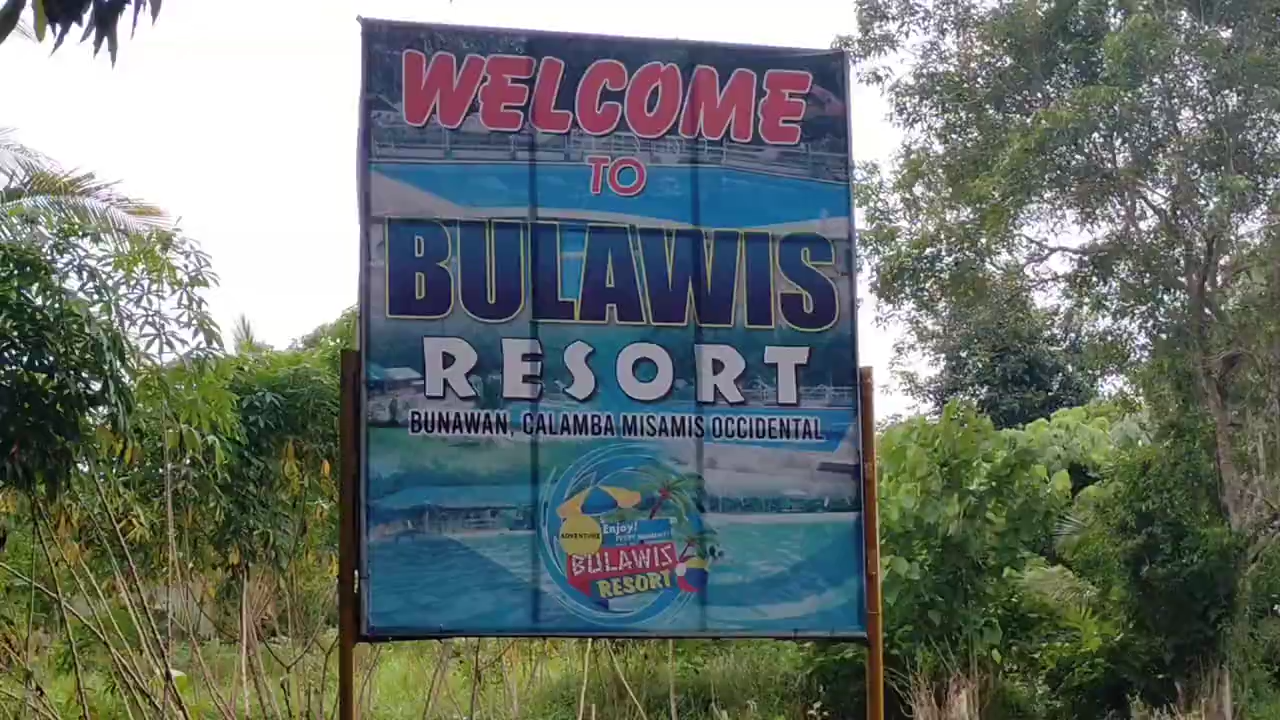 WELCOME
TO
BULAWIS
RESORT
BUNAWAN, CALAMBA MISAMIS OCCIDENTAL
Enjoy!
ADVENTURE
BULAWIS
RESORT